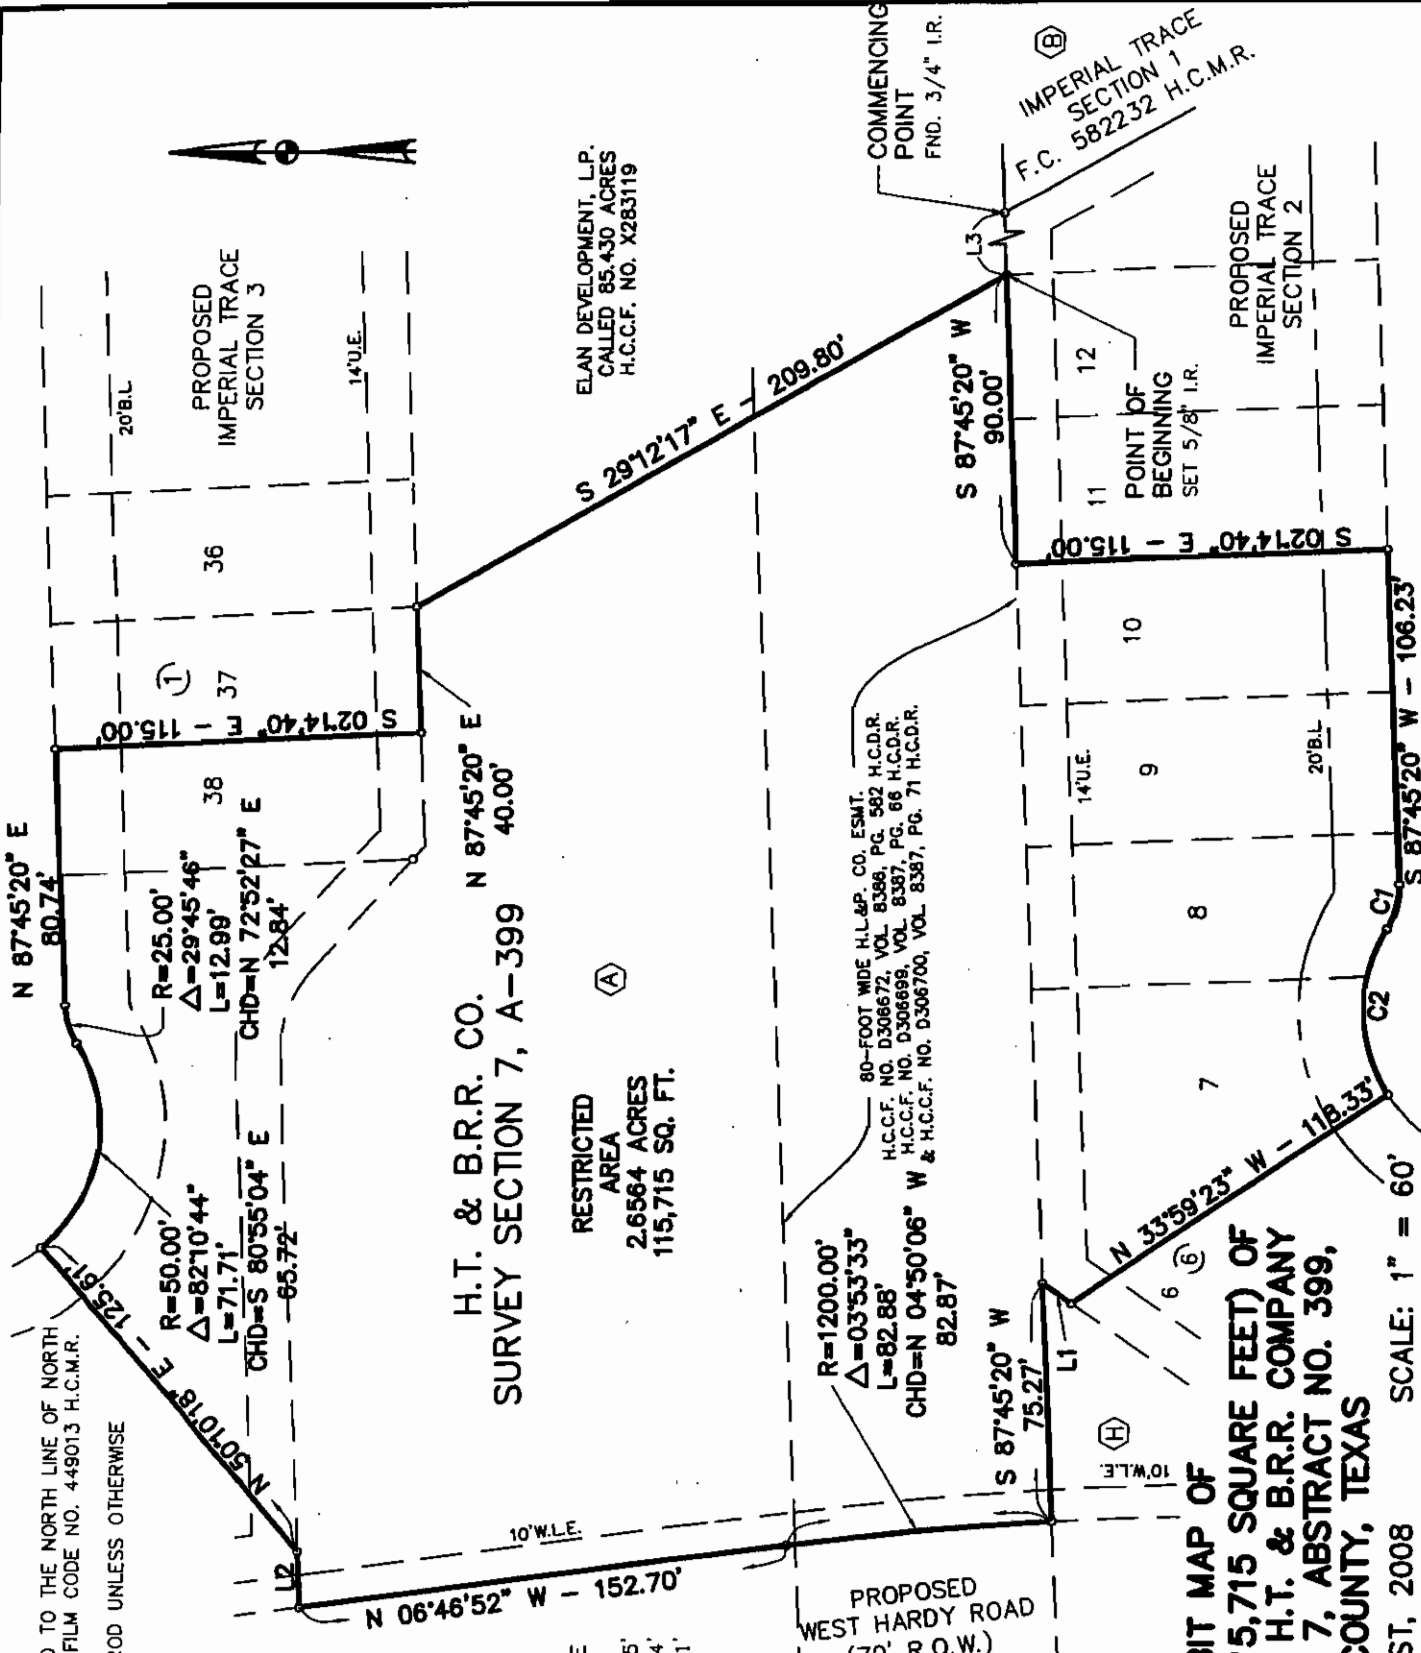 COMMENCING
POINT
FND. 3/4" I.R.
B
IMPERIAL TRACE
SECTION 1
F.C. 582232 H.C.M.R.
PROPOSED
IMPERIAL TRACE
SECTION 3
20'B.L.
14'U.E.
ELAN DEVELOPMENT, L.P.
CALLED 85.430 ACRES
H.C.C.F. NO. X283119
L3
PROPOSED
IMPERIAL TRACE
SECTION 2
36
1
37
38
S 02°14'40" E - 115.00'
S 29°12'17" E - 209.80'
S 87°45'20" W
90.00'
12
11
POINT OF
BEGINNING
SET 5/8" I.R.
S 02°14'40" E - 115.00'
N 87°45'20" E
80.74'
R=25.00'
△=29°45'46"
L=12.99'
CHD=N 72°52'27" E
12.84'
N 87°45'20" E
40.00'
H.T. & B.R.R. CO.
SURVEY SECTION 7, A-399
A
RESTRICTED
AREA
2.6564 ACRES
115,715 SQ. FT.
80-FOOT WIDE H.L.&P. CO. ESMT.
H.C.C.F. NO. D306672, VOL. 8386, PG. 582 H.C.D.R.
H.C.C.F. NO. D306699, VOL. 8387, PG. 66 H.C.D.R.
& H.C.C.F. NO. D306700, VOL. 8387, PG. 71 H.C.D.R.
10
9
8
7
14'U.E.
20'B.L.
S 87°45'20" W - 106.23'
C1
C2
R=50.00'
△=82°10'44"
L=71.71'
CHD=S 80°55'04" E
65.72'
N 50°10'18" E - 125.61'
R=1200.00'
△=03°53'33"
L=82.88'
CHD=N 04°50'06" W
82.87'
S 87°45'20" W
75.27'
L1
N 33°59'23" W - 118.33'
6
6
H
10'W.L.E.
L2
10'W.L.E.
N 06°46'52" W - 152.70'
PROPOSED
WEST HARDY ROAD
(70' R.O.W.)
TO THE NORTH LINE OF NORTH
FILM CODE NO. 449013 H.C.M.R.
ROD UNLESS OTHERWISE
BIT MAP OF
5,715 SQUARE FEET) OF
H.T. & B.R.R. COMPANY
7, ABSTRACT NO. 399,
COUNTY, TEXAS
ST, 2008
SCALE: 1" = 60'